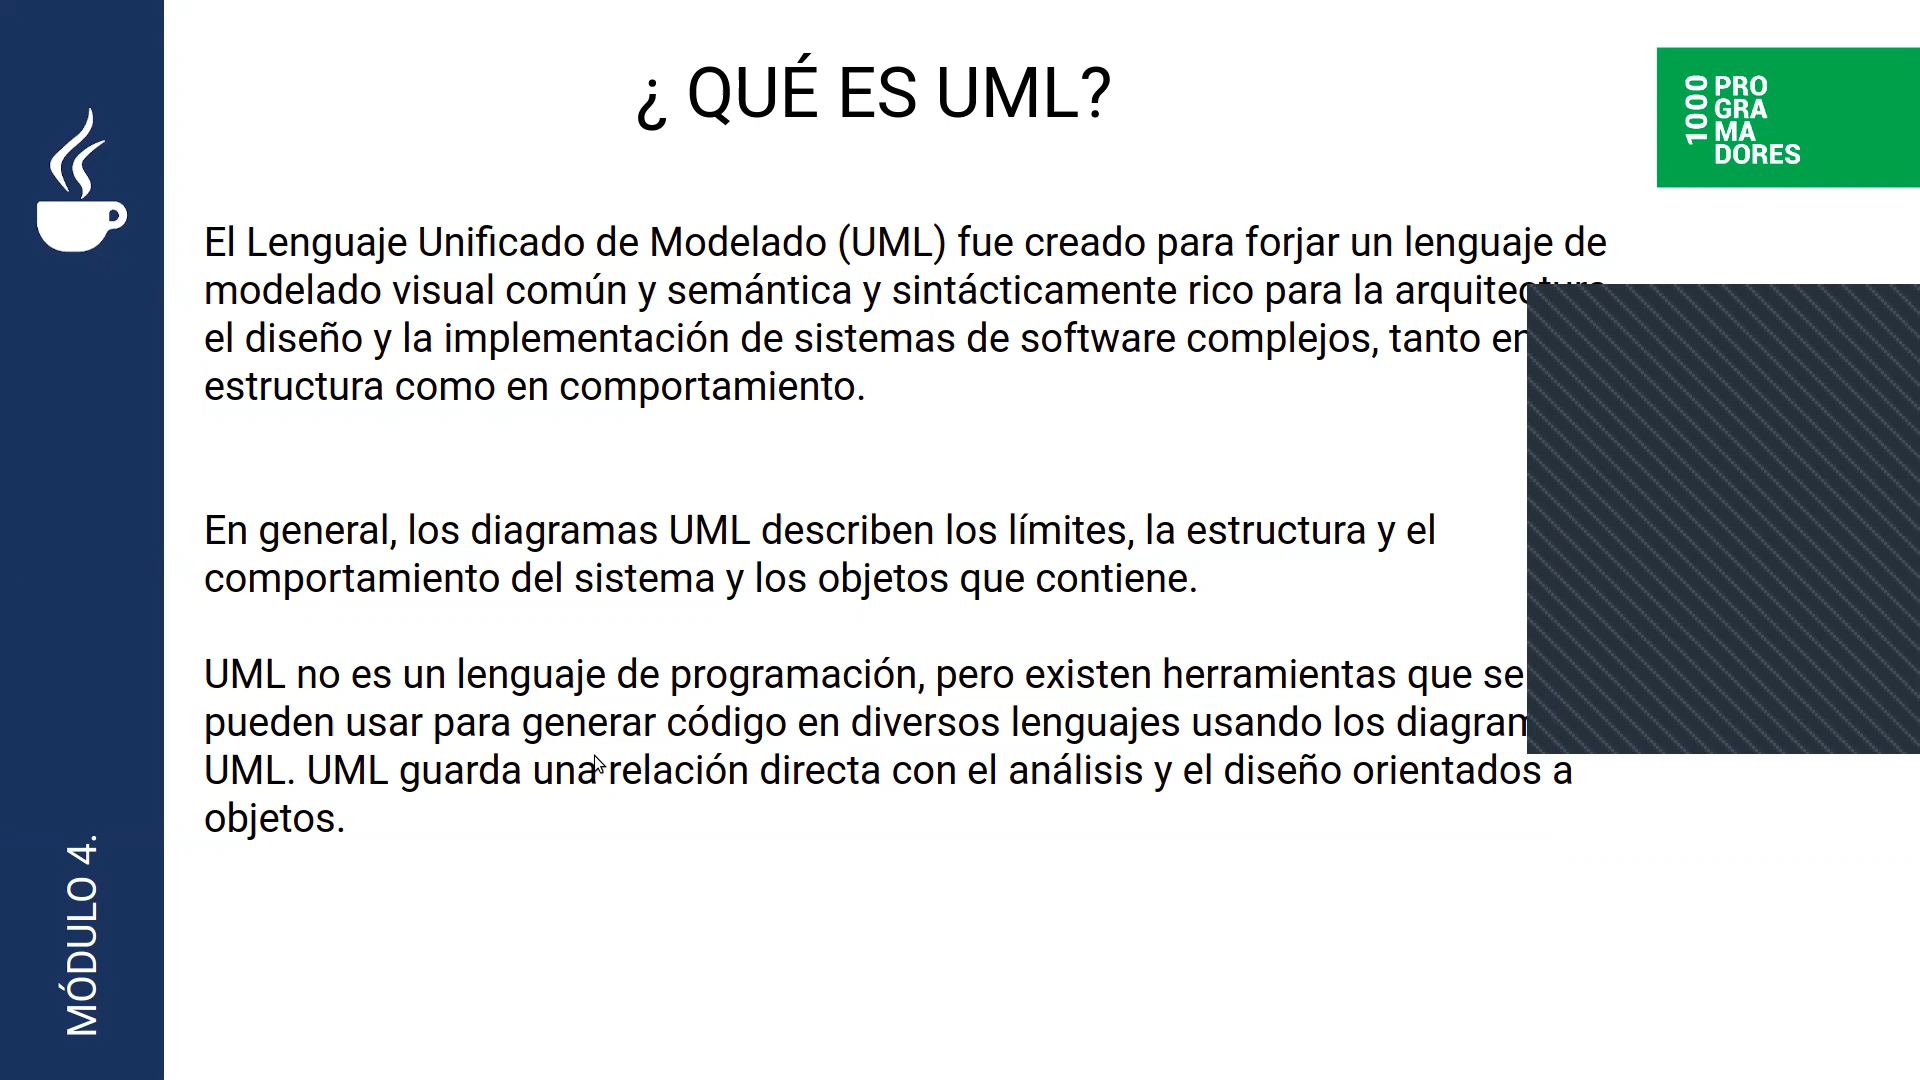 ¿ QUÉ ES UML?
1000
PRO
GRA
MA
DORES
El Lenguaje Unificado de Modelado (UML) fue creado para forjar un lenguaje de
modelado visual común y semántica y sintácticamente rico para la
el diseño y la implementación de sistemas de software complejos, tanto en
estructura como en comportamiento.
En general, los diagramas UML describen los límites, la estructura y el
comportamiento del sistema y los objetos que contiene.
UML no es un lenguaje de programación, pero existen herramientas que se
pueden usar para generar código en diversos lenguajes usando los
UML. UML guarda una relación directa con el análisis y el diseño orientados a
objetos.
MÓDULO 4.